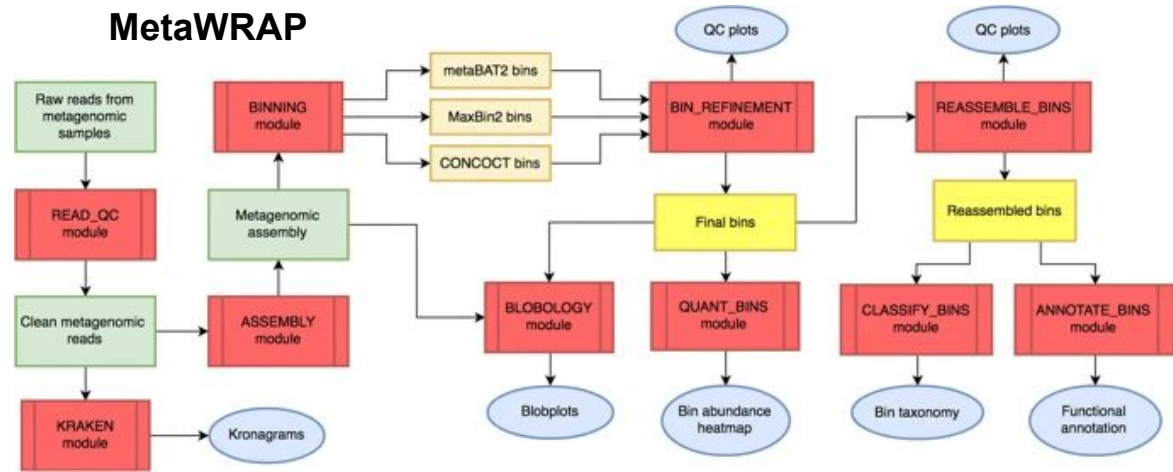 MetaWRAP
Raw reads from
metagenomic
samples
READ_QC
module
Clean metagenomic
reads
KRAKEN
module
Kronagrams
ASSEMBLY
module
Metagenomic
assembly
BINNING
module
metaBAT2 bins
MaxBin2 bins
CONCOCT bins
QC plots
BIN_REFINEMENT
module
Final bins
BLOBOLOGY
module
Blobplots
QUANT_BINS
module
Bin abundance
heatmap
QC plots
REASSEMBLE_BINS
module
Reassembled bins
CLASSIFY_BINS
module
Bin taxonomy
ANNOTATE_BINS
module
Functional
annotation